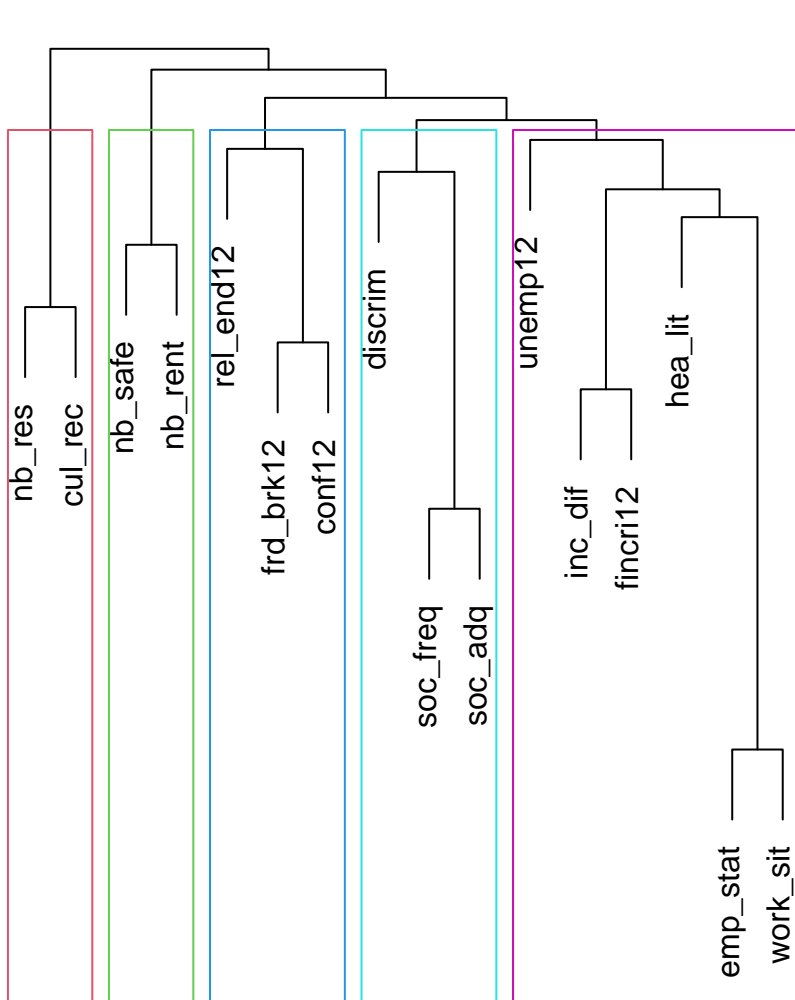 nb_res
cul_rec
nb_safe
nb_rent
rel_end12
frd_brk12
conf12
discrim
soc_freq
soc_adq
unemp12
inc_dif
fincri12
hea_lit
emp_stat
work_sit